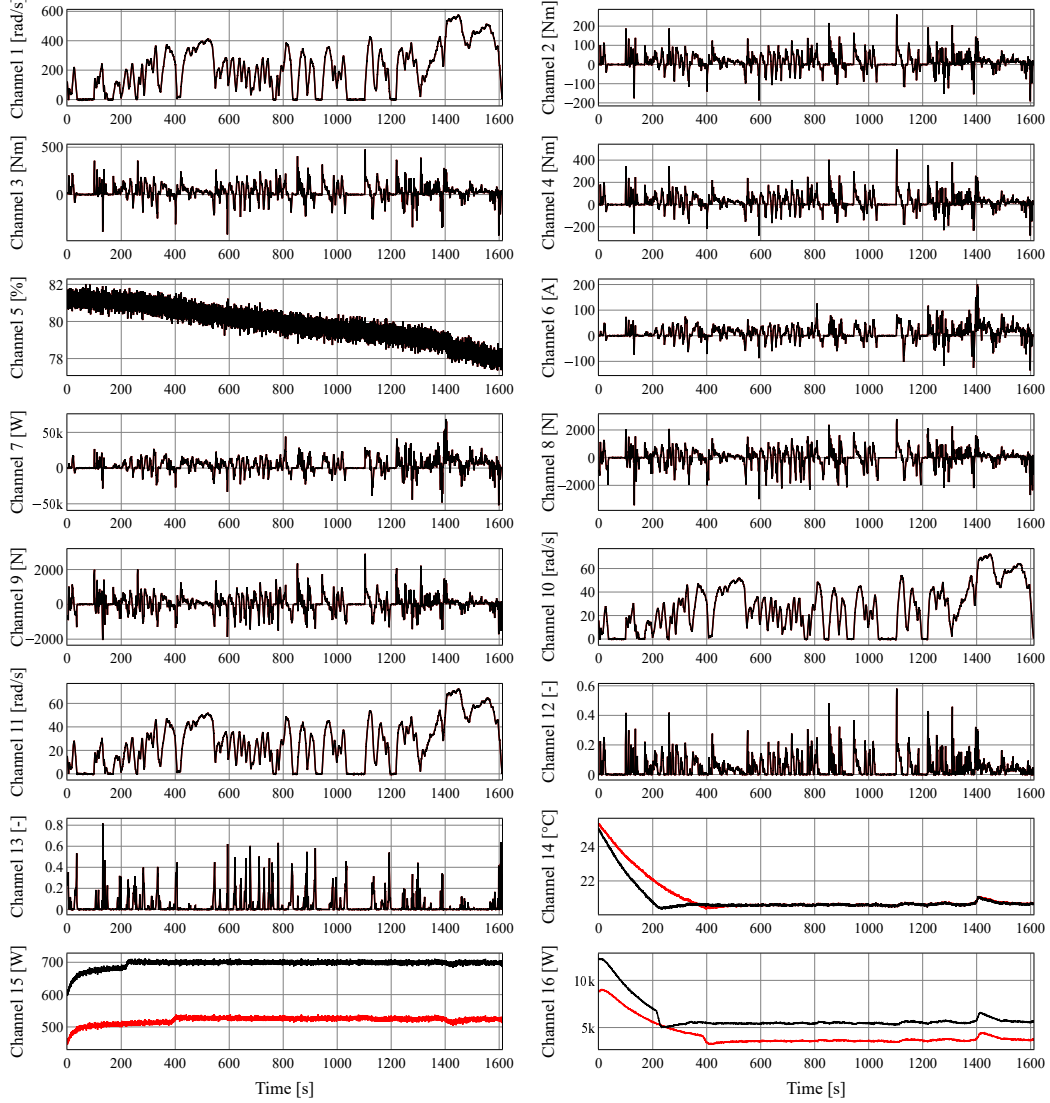 Channel 1 [rad/s]
600
400
200
0
0 200 400 600 800 1000 1200 1400 1600
Channel 2 [Nm]
200
100
0
−100
−200
0 200 400 600 800 1000 1200 1400 1600
Channel 3 [Nm]
500
0
0 200 400 600 800 1000 1200 1400 1600
Channel 4 [Nm]
400
200
0
−200
0 200 400 600 800 1000 1200 1400 1600
Channel 5 [%]
82
80
78
0 200 400 600 800 1000 1200 1400 1600
Channel 6 [A]
200
100
0
−100
0 200 400 600 800 1000 1200 1400 1600
Channel 7 [W]
50k
0
−50k
0 200 400 600 800 1000 1200 1400 1600
Channel 8 [N]
2000
0
−2000
0 200 400 600 800 1000 1200 1400 1600
Channel 9 [N]
2000
0
−2000
0 200 400 600 800 1000 1200 1400 1600
Channel 10 [rad/s]
60
40
20
0
0 200 400 600 800 1000 1200 1400 1600
Channel 11 [rad/s]
60
40
20
0
0 200 400 600 800 1000 1200 1400 1600
Channel 12 [-]
0.6
0.4
0.2
0
0 200 400 600 800 1000 1200 1400 1600
Channel 13 [-]
0.8
0.6
0.4
0.2
0
0 200 400 600 800 1000 1200 1400 1600
Channel 14 [°C]
24
22
0 200 400 600 800 1000 1200 1400 1600
Channel 15 [W]
700
600
500
0 200 400 600 800 1000 1200 1400 1600
Time [s]
Channel 16 [W]
10k
5k
0 200 400 600 800 1000 1200 1400 1600
Time [s]